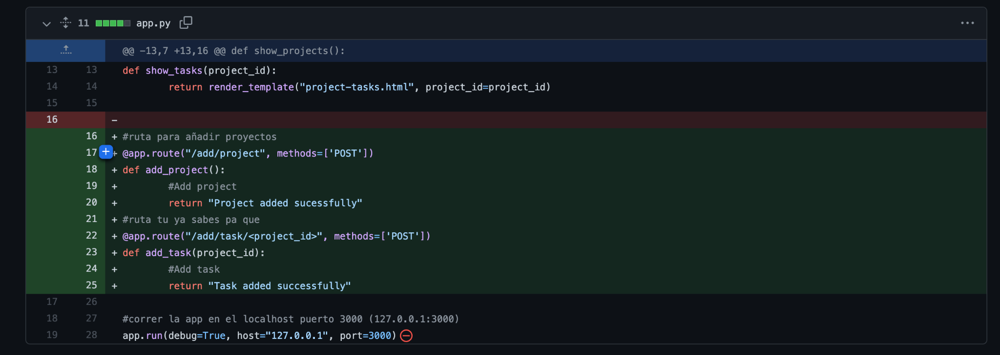 11 app.py
@@ -13,7 +13,16 @@ def show_projects():
13 13 def show_tasks(project_id):
14 14 return render_template("project-tasks.html", project_id=project_id)
15 15
16 -
16 + #ruta para añadir proyectos
17 + @app.route("/add/project", methods=['POST'])
18 + def add_project():
19 + #Add project
20 + return "Project added sucessfully"
21 + #ruta tu ya sabes pa que
22 + @app.route("/add/task/<project_id>", methods=['POST'])
23 + def add_task(project_id):
24 + #Add task
25 + return "Task added successfully"
17 26
18 27 #correr la app en el localhost puerto 3000 (127.0.0.1:3000)
19 28 app.run(debug=True, host="127.0.0.1", port=3000)